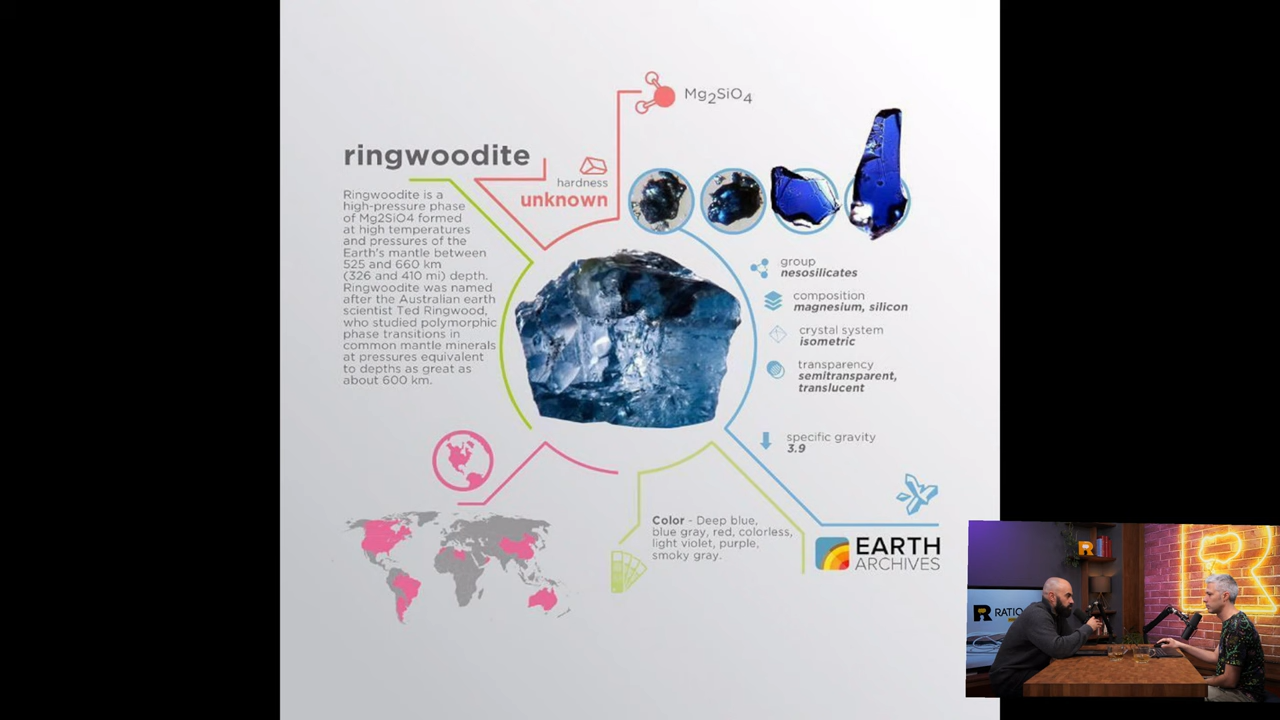 Mg2SiO4
ringwoodite
hardness
unknown
Ringwoodite is a
high-pressure phase
of Mg2SiO4 formed
at high temperatures
and pressures of the
Earth's mantle between
525 and 660 km
(326 and 410 mi) depth.
Ringwoodite was named
after the Australian earth
scientist Ted Ringwood,
who studied polymorphic
phase transitions in
common mantle minerals
at pressures equivalent
to depths as great as
about 600 km.
group
nesosilicates
composition
magnesium, silicon
crystal system
isometric
transparency
semitransparent,
translucent
specific gravity
3.9
Color - Deep blue,
blue gray, red, colorless,
light violet, purple,
smoky gray.
EARTH
ARCHIVES
R RATIO
R
R